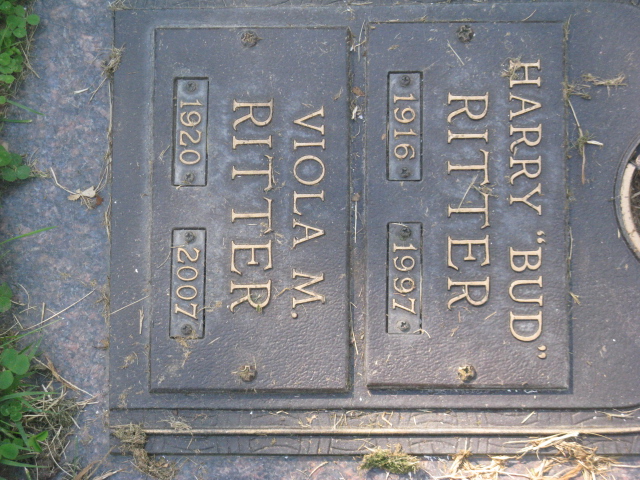 HARRY "BUD"
RITTER
1916 1997
VIOLA M.
RITTER
1920 2007